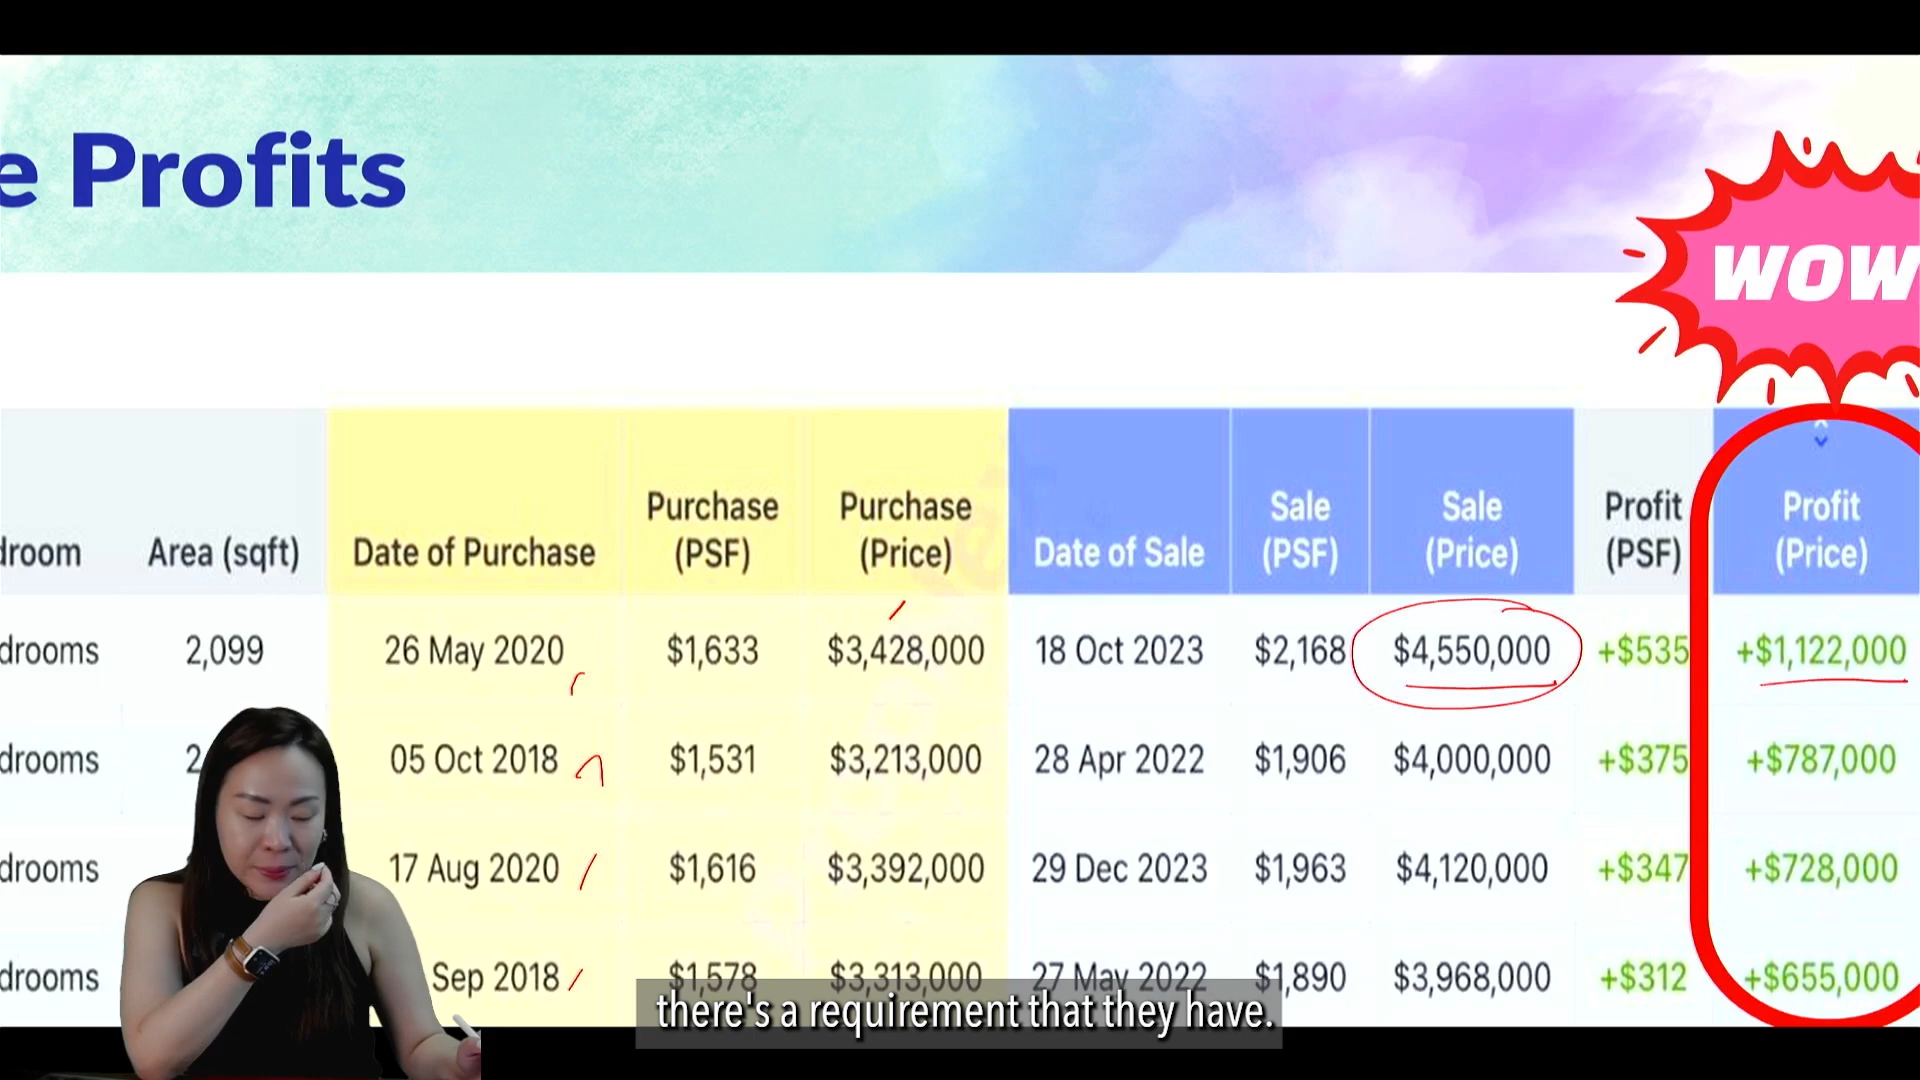 e Profits
WOW
droom Area (sqft) Date of Purchase Purchase (PSF) Purchase (Price) Date of Sale Sale (PSF) Sale (Price) Profit (PSF) Profit (Price)
drooms 2,099 26 May 2020 $1,633 $3,428,000 18 Oct 2023 $2,168 $4,550,000 +$535 +$1,122,000
drooms 2, 05 Oct 2018 $1,531 $3,213,000 28 Apr 2022 $1,906 $4,000,000 +$375 +$787,000
drooms 17 Aug 2020 $1,616 $3,392,000 29 Dec 2023 $1,963 $4,120,000 +$347 +$728,000
drooms Sep 2018 $1,578 $3,313,000 27 May 2022 $1,890 $3,968,000 +$312 +$655,000
there's a requirement that they have.